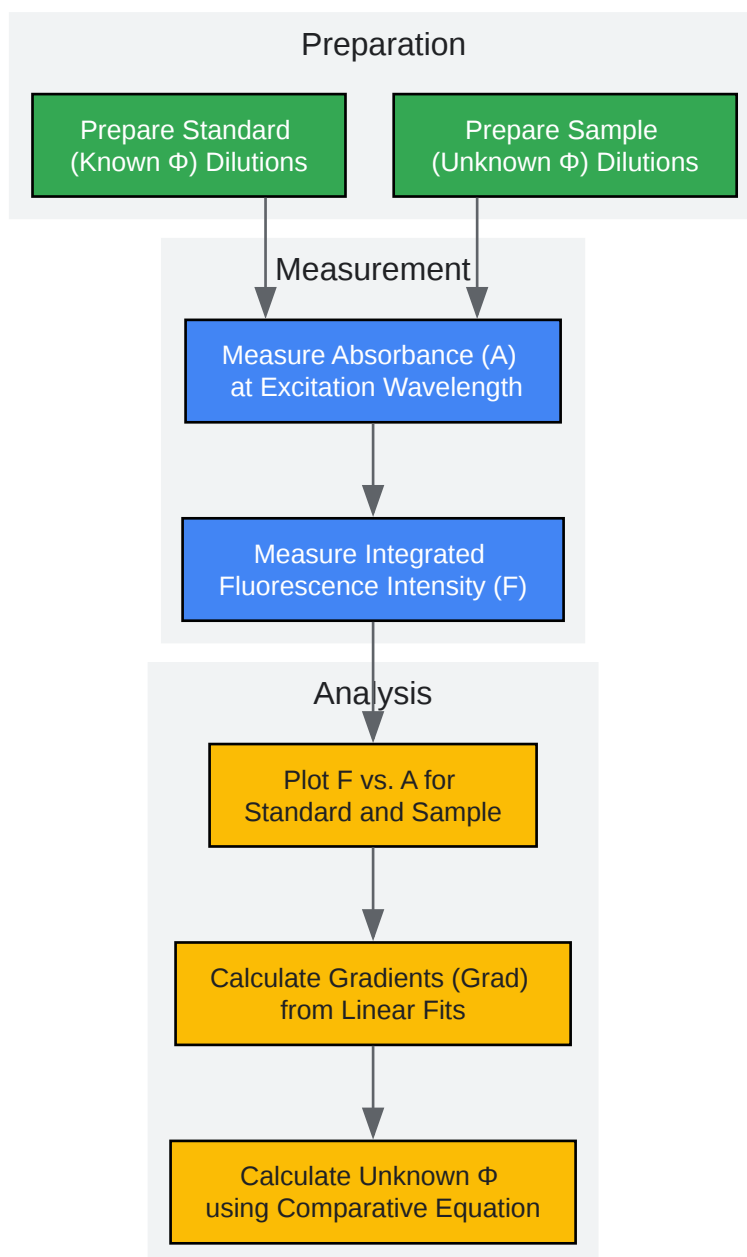 Preparation
Prepare Standard
(Known Φ) Dilutions
Prepare Sample
(Unknown Φ) Dilutions
Measurement
Measure Absorbance (A)
at Excitation Wavelength
Measure Integrated
Fluorescence Intensity (F)
Analysis
Plot F vs. A for
Standard and Sample
Calculate Gradients (Grad)
from Linear Fits
Calculate Unknown Φ
using Comparative Equation